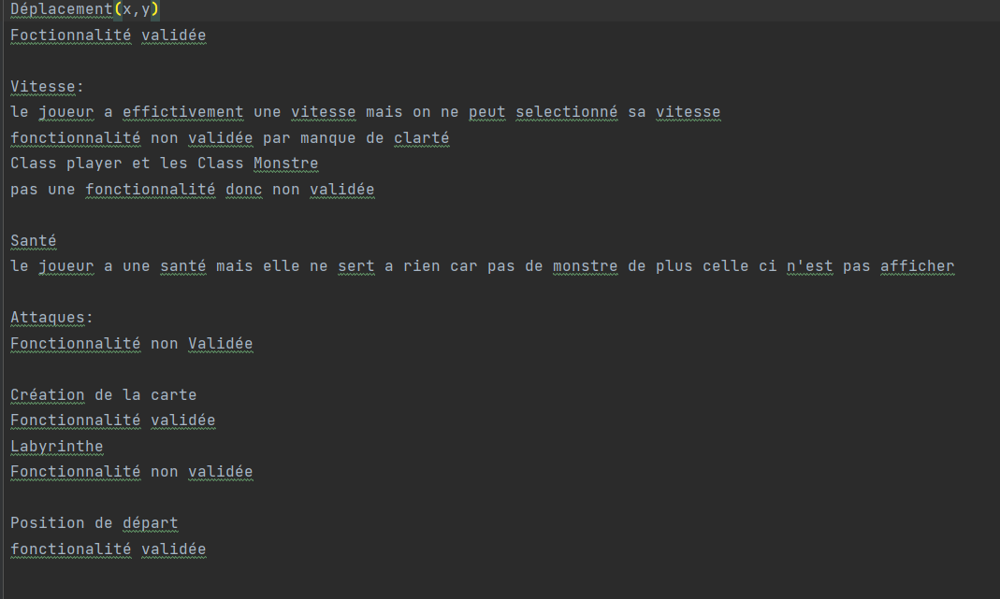 Déplacement(x,y)
Foctionnalité validée
Vitesse:
le joueur a effictivement une vitesse mais on ne peut selectionné sa vitesse
fonctionnalité non validée par manque de clarté
Class player et les Class Monstre
pas une fonctionnalité donc non validée
Santé
le joueur a une santé mais elle ne sert a rien car pas de monstre de plus celle ci n'est pas afficher
Attaques:
Fonctionnalité non Validée
Création de la carte
Fonctionnalité validée
Labyrinthe
Fonctionnalité non validée
Position de départ
fonctionalité validée